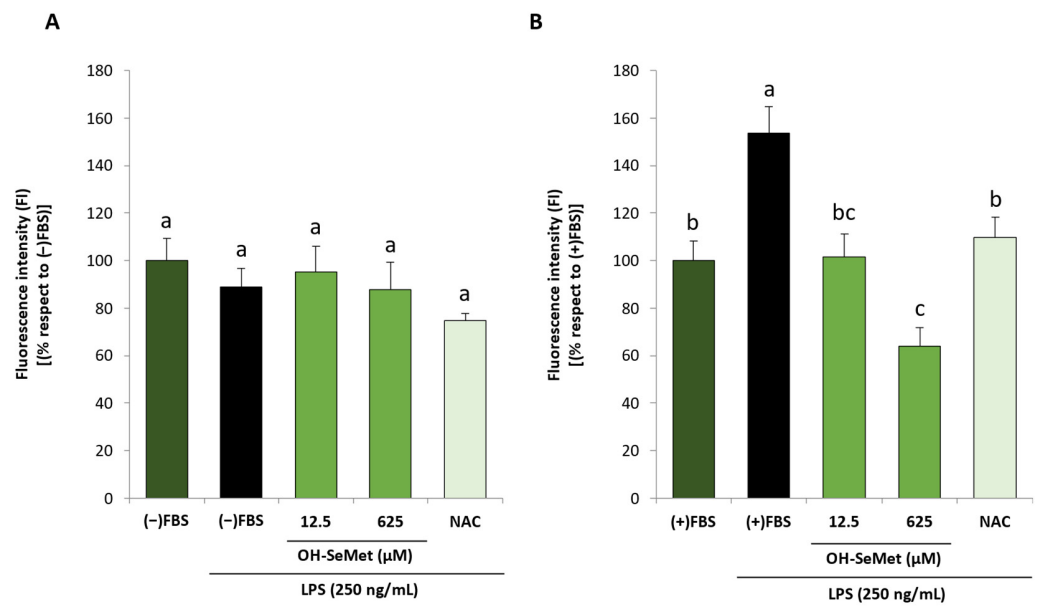 A
Fluorescence intensity (FI)
[(% respect to (−)FBS)]
180
160
140
120
100
80
60
40
20
0
a
a
a
a
a
(−)FBS
(−)FBS
12.5
625
NAC
OH-SeMet (μM)
LPS (250 ng/mL)
B
Fluorescence intensity (FI)
[(% respect to (+)FBS)]
180
160
140
120
100
80
60
40
20
0
b
a
bc
c
b
(+)FBS
(+)FBS
12.5
625
NAC
OH-SeMet (μM)
LPS (250 ng/mL)